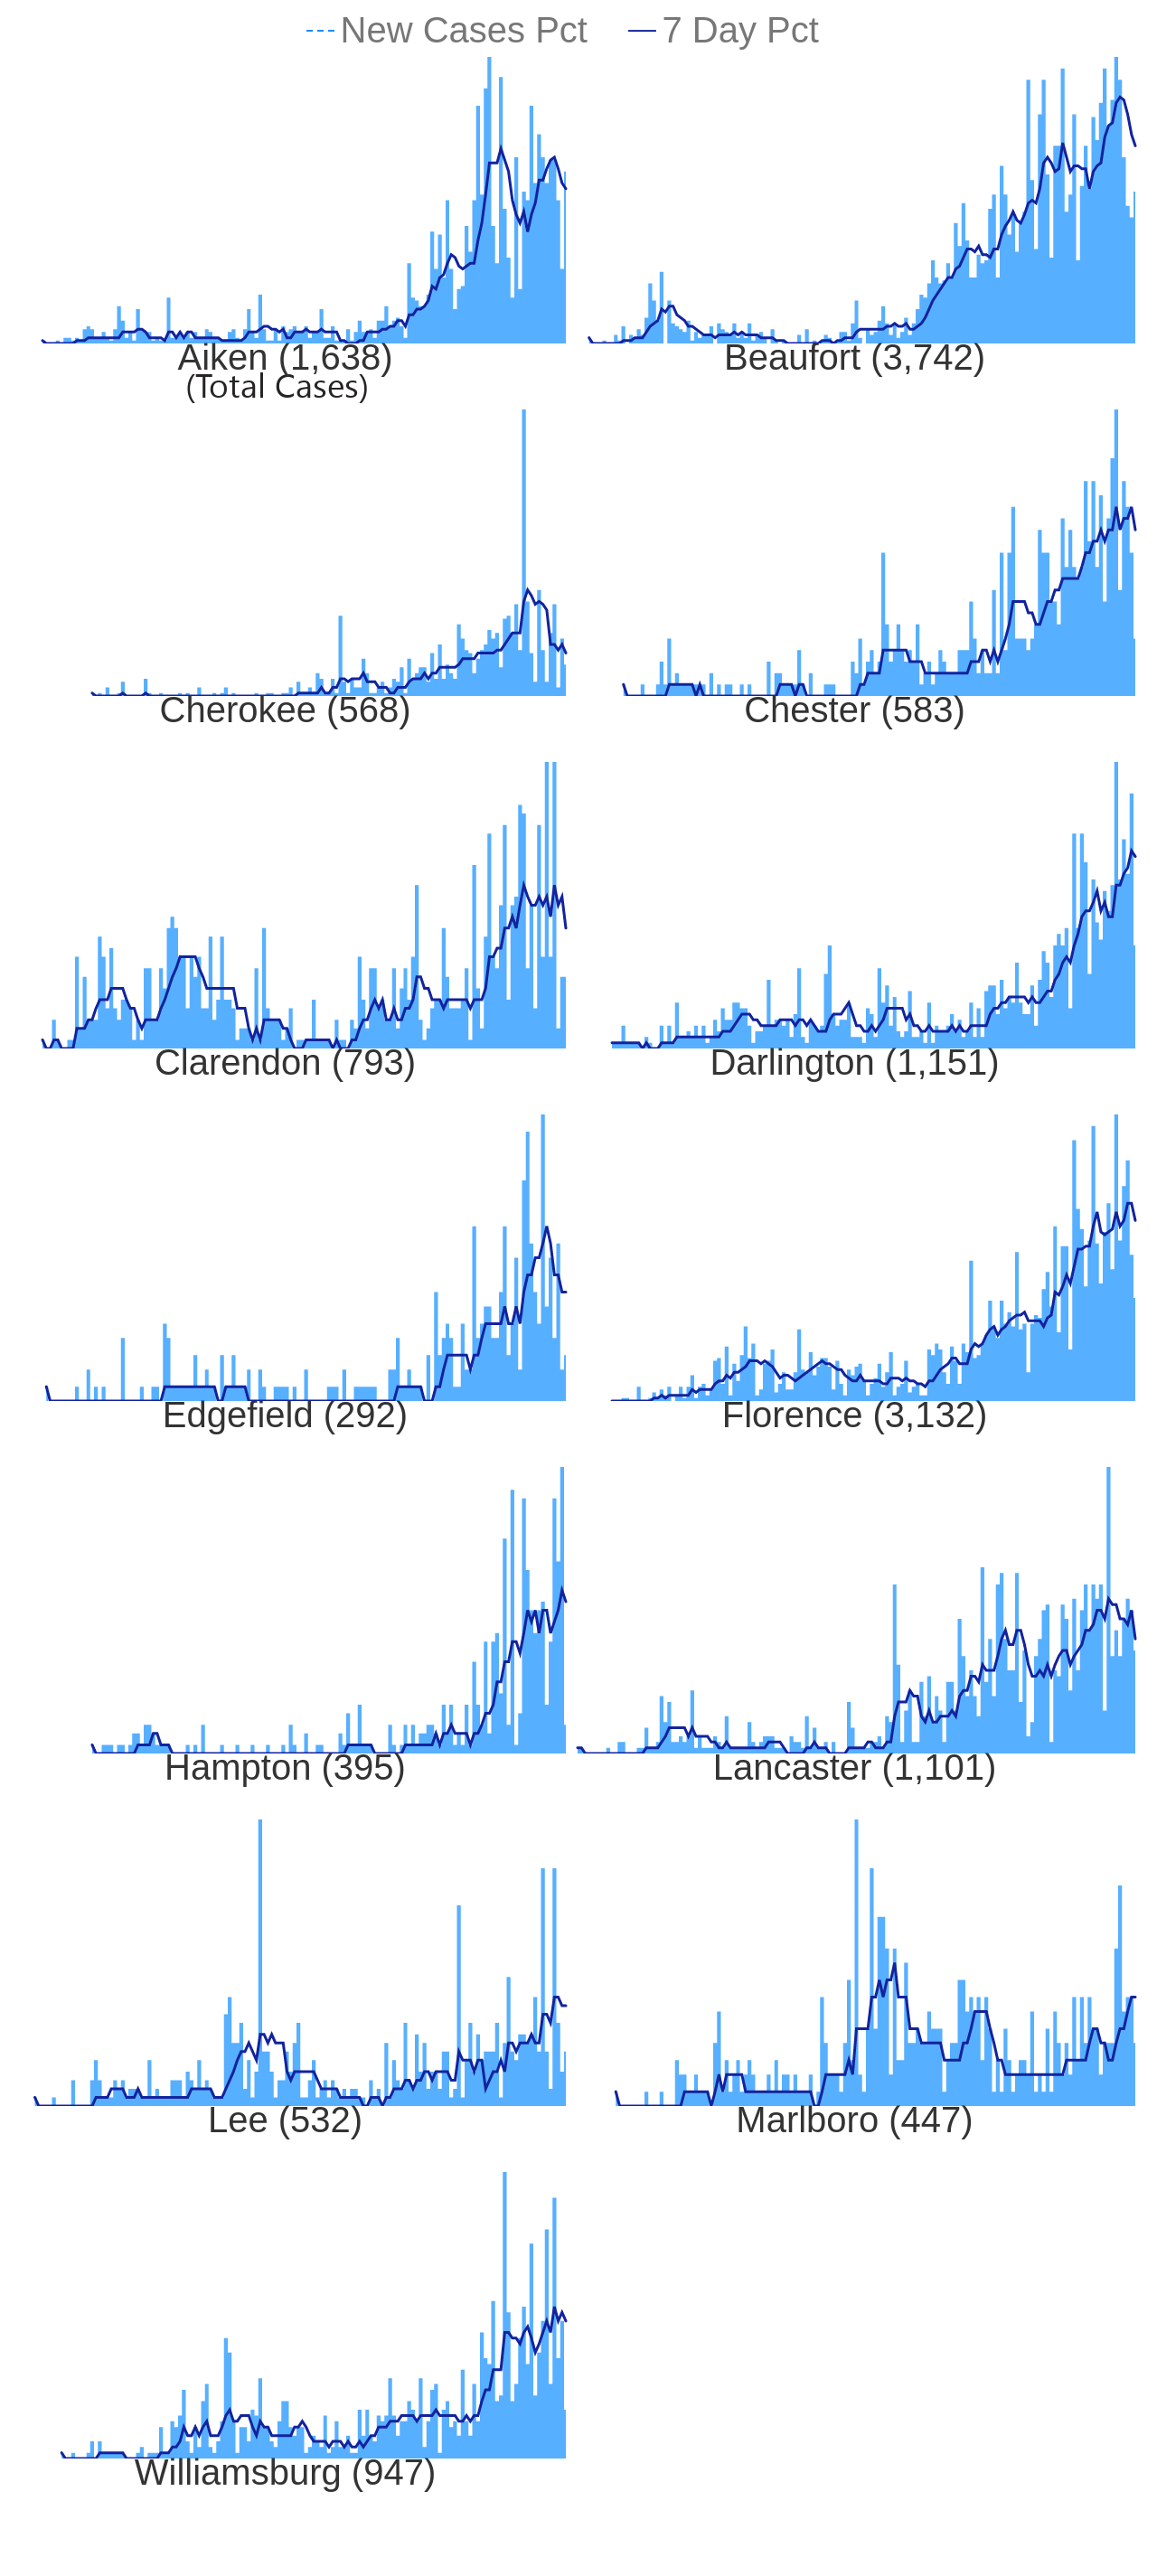 New Cases Pct 7 Day Pct
Aiken (1,638) Beaufort (3,742)
(Total Cases)
Cherokee (568) Chester (583)
Clarendon (793) Darlington (1,151)
Edgefield (292) Florence (3,132)
Hampton (395) Lancaster (1,101)
Lee (532) Marlboro (447)
Williamsburg (947)